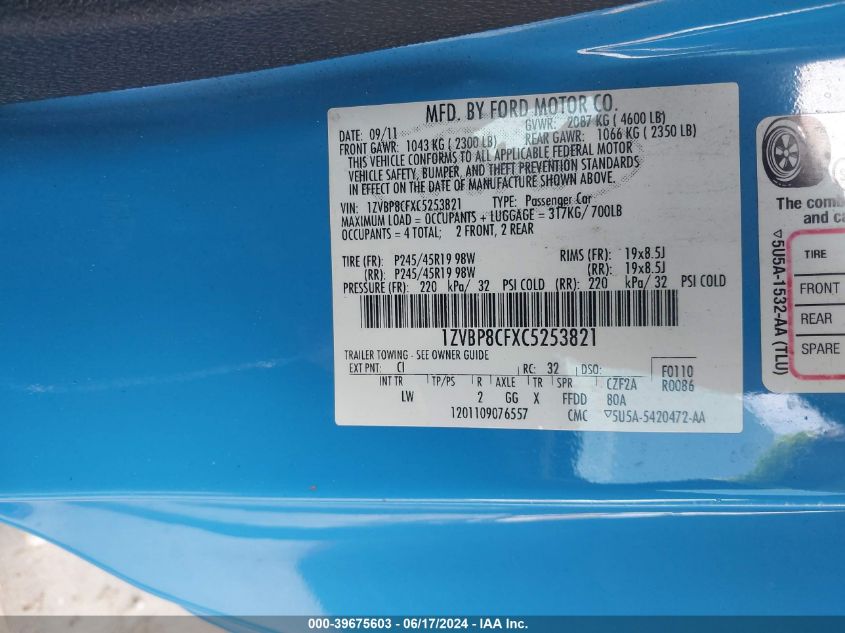 MFD. BY FORD MOTOR CO.
DATE: 09/11 GVWR: 2087 KG ( 4600 LB)
FRONT GAWR: 1043 KG ( 2300 LB) REAR GAWR: 1066 KG ( 2350 LB)
THIS VEHICLE CONFORMS TO ALL APPLICABLE FEDERAL MOTOR
VEHICLE SAFETY, BUMPER, AND THEFT PREVENTION STANDARDS
IN EFFECT ON THE DATE OF MANUFACTURE SHOWN ABOVE.
VIN: 1ZVBP8CFXC5253821 TYPE: Passenger Car
MAXIMUM LOAD = OCCUPANTS + LUGGAGE = 317KG/ 700LB
OCCUPANTS = 4 TOTAL; 2 FRONT, 2 REAR
TIRE (FR): P245/45R19 98W RIMS (FR): 19x8.5J
(RR): P245/45R19 98W (RR): 19x8.5J
PRESSURE (FR): 220 kPa/ 32 PSI COLD (RR): 220 kPa/ 32 PSI COLD
1ZVBP8CFXC5253821
TRAILER TOWING - SEE OWNER GUIDE
EXT PNT: CI RC: 32 DSO: F0110
INT TR TP/PS R AXLE TR SPR CZF2A R0086
LW 2 GG X FFDD BOA
1201109076557 CMC ▽5U5A-5420472-AA
The comb
and ca
TIRE
FRONT
REAR
SPARE
▽5U5A-1532-AA (TLU)
000-39675603 - 06/17/2024 - IAAI Inc.